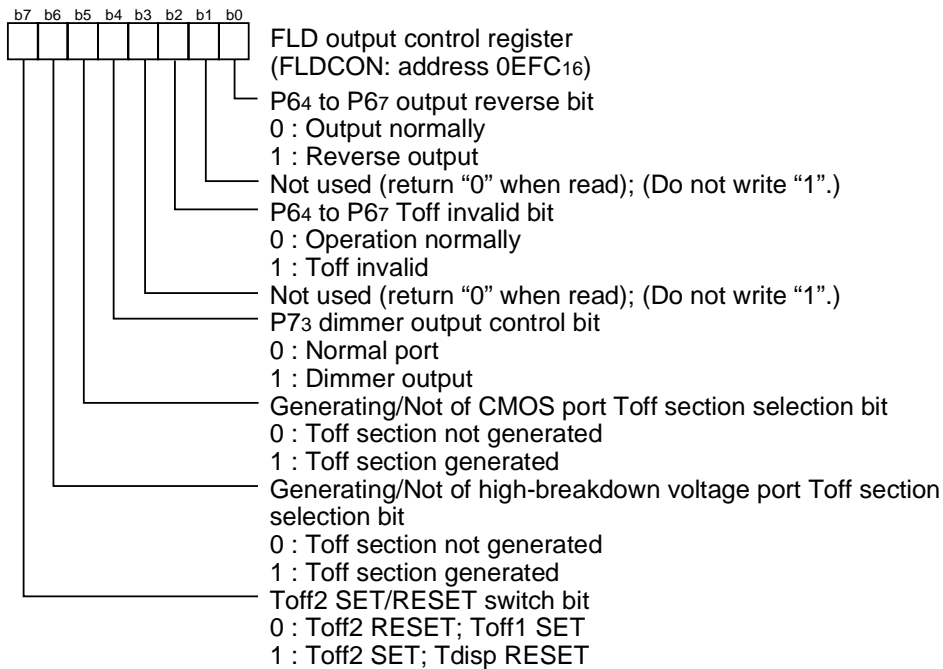 b7 b6 b5 b4 b3 b2 b1 b0
FLD output control register
(FLDCON: address 0EFC16)
P64 to P67 output reverse bit
0 : Output normally
1 : Reverse output
Not used (return “0” when read); (Do not write “1”.)
P64 to P67 Toff invalid bit
0 : Operation normally
1 : Toff invalid
Not used (return “0” when read); (Do not write “1”.)
P73 dimmer output control bit
0 : Normal port
1 : Dimmer output
Generating/Not of CMOS port Toff section selection bit
0 : Toff section not generated
1 : Toff section generated
Generating/Not of high-breakdown voltage port Toff section
selection bit
0 : Toff section not generated
1 : Toff section generated
Toff2 SET/RESET switch bit
0 : Toff2 RESET; Toff1 SET
1 : Toff2 SET; Tdisp RESET